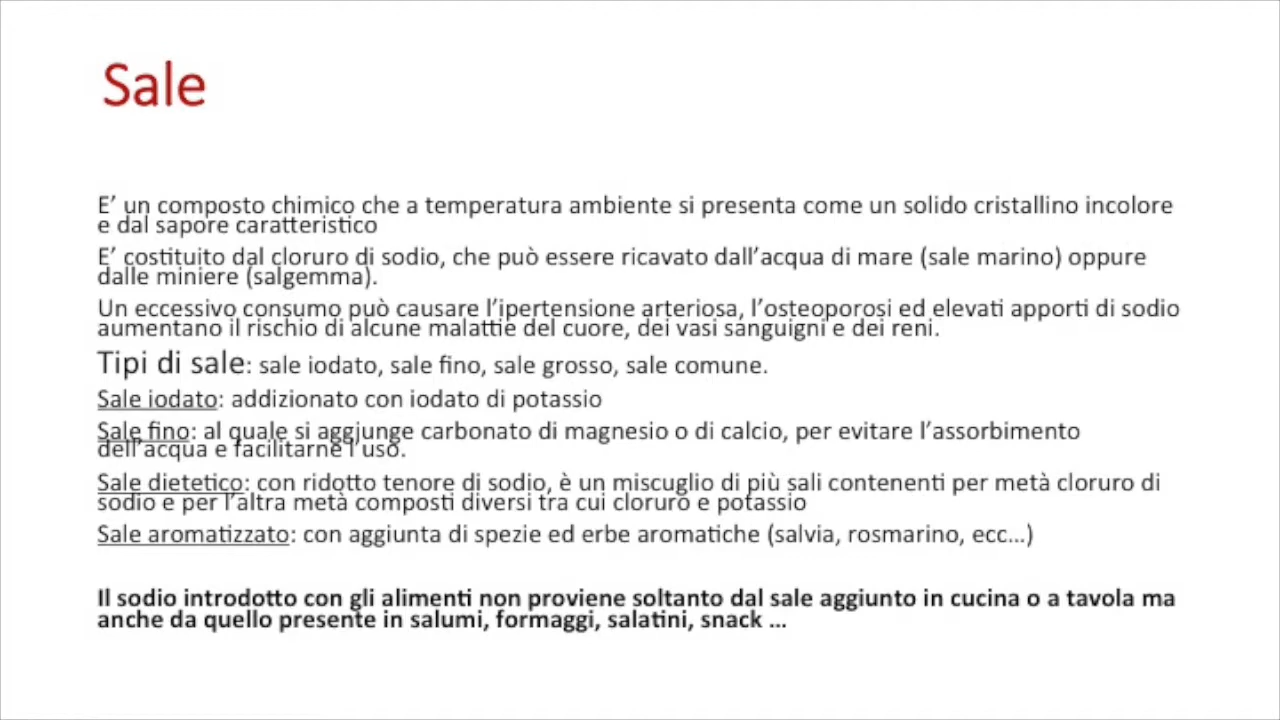 Sale
E’ un composto chimico che a temperatura ambiente si presenta come un solido cristallino incolore
e dal sapore caratteristico
E’ costituito dal cloruro di sodio, che può essere ricavato dall’acqua di mare (sale marino) oppure
dalle miniere (salgemma).
Un eccessivo consumo può causare l’ipertensione arteriosa, l’osteoporosi ed elevati apporti di sodio
aumentano il rischio di alcune malattie del cuore, dei vasi sanguigni e dei reni.
Tipi di sale: sale iodato, sale fino, sale grosso, sale comune.
Sale iodato: addizionato con iodato di potassio
Sale fino: al quale si aggiunge carbonato di magnesio o di calcio, per evitare l’assorbimento
dell’acqua e facilitarne l’uso.
Sale dietetico: con ridotto tenore di sodio, è un miscuglio di più sali contenenti per metà cloruro di
sodio e per l’altra metà composti diversi tra cui cloruro e potassio
Sale aromatizzato: con aggiunta di spezie ed erbe aromatiche (salvia, rosmarino, ecc…)
Il sodio introdotto con gli alimenti non proviene soltanto dal sale aggiunto in cucina o a tavola ma
anche da quello presente in salumi, formaggi, salatini, snack …